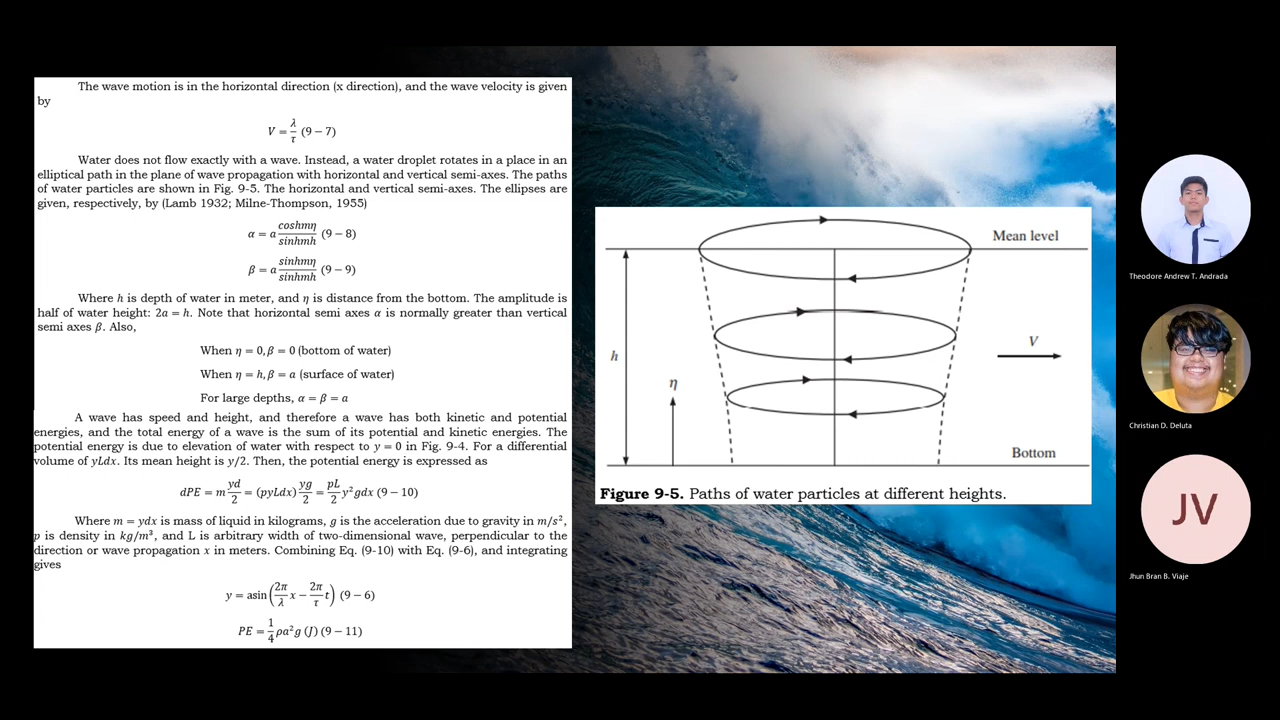 The wave motion is in the horizontal direction (x direction), and the wave velocity is given
by
V = λ/τ (9 − 7)
Water does not flow exactly with a wave. Instead, a water droplet rotates in a place in an
elliptical path in the plane of wave propagation with horizontal and vertical semi-axes. The paths
of water particles are shown in Fig. 9-5. The horizontal and vertical semi-axes. The ellipses are
given, respectively, by (Lamb 1932; Milne-Thompson, 1955)
α = a coshmη/sinhmh (9 − 8)
β = a sinhmη/sinhmh (9 − 9)
Where h is depth of water in meter, and η is distance from the bottom. The amplitude is
half of water height: 2a = h. Note that horizontal semi axes α is normally greater than vertical
semi axes β. Also,
When η = 0, β = 0 (bottom of water)
When η = h, β = a (surface of water)
For large depths, α = β = a
A wave has speed and height, and therefore a wave has both kinetic and potential
energies, and the total energy of a wave is the sum of its potential and kinetic energies. The
potential energy is due to elevation of water with respect to y = 0 in Fig. 9-4. For a differential
volume of yLdx. Its mean height is y/2. Then, the potential energy is expressed as
dPE = m yd/2 = (pyLdx) yg/2 = pL/2 y²gdx (9 − 10)
Where m = ydx is mass of liquid in kilograms, g is the acceleration due to gravity in m/s²,
p is density in kg/m³, and L is arbitrary width of two-dimensional wave, perpendicular to the
direction or wave propagation x in meters. Combining Eq. (9-10) with Eq. (9-6), and integrating
gives
y = asin(2π/λ x − 2π/τ t) (9 − 6)
PE = 1/4 ρa²g (J) (9 − 11)
Mean level
h
η
V
Bottom
Figure 9-5. Paths of water particles at different heights.
Theodore Andrew T. Andrada
Christian D. Deluta
JV
Jhun Bran B. Viaje